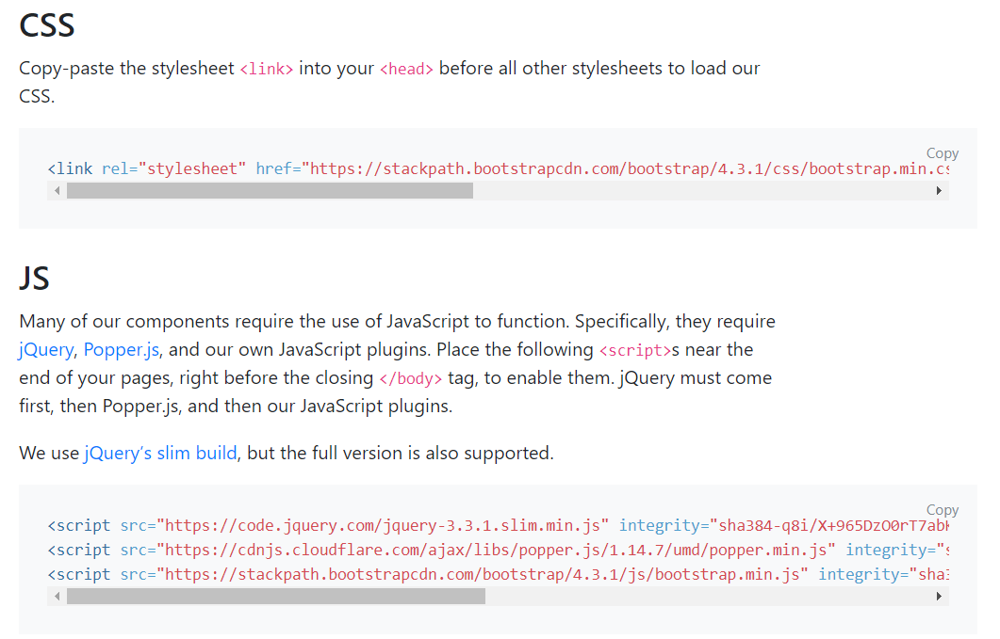 CSS
Copy-paste the stylesheet <link> into your <head> before all other stylesheets to load our
CSS.
Copy
<link rel="stylesheet" href="https://stackpath.bootstrapcdn.com/bootstrap/4.3.1/css/bootstrap.min.cs
JS
Many of our components require the use of JavaScript to function. Specifically, they require
jQuery, Popper.js, and our own JavaScript plugins. Place the following <script>s near the
end of your pages, right before the closing </body> tag, to enable them. jQuery must come
first, then Popper.js, and then our JavaScript plugins.
We use jQuery’s slim build, but the full version is also supported.
Copy
<script src="https://code.jquery.com/jquery-3.3.1.slim.min.js" integrity="sha384-q8i/X+965DzO0rT7abK
<script src="https://cdnjs.cloudflare.com/ajax/libs/popper.js/1.14.7/umd/popper.min.js" integrity="s
<script src="https://stackpath.bootstrapcdn.com/bootstrap/4.3.1/js/bootstrap.min.js" integrity="sha3